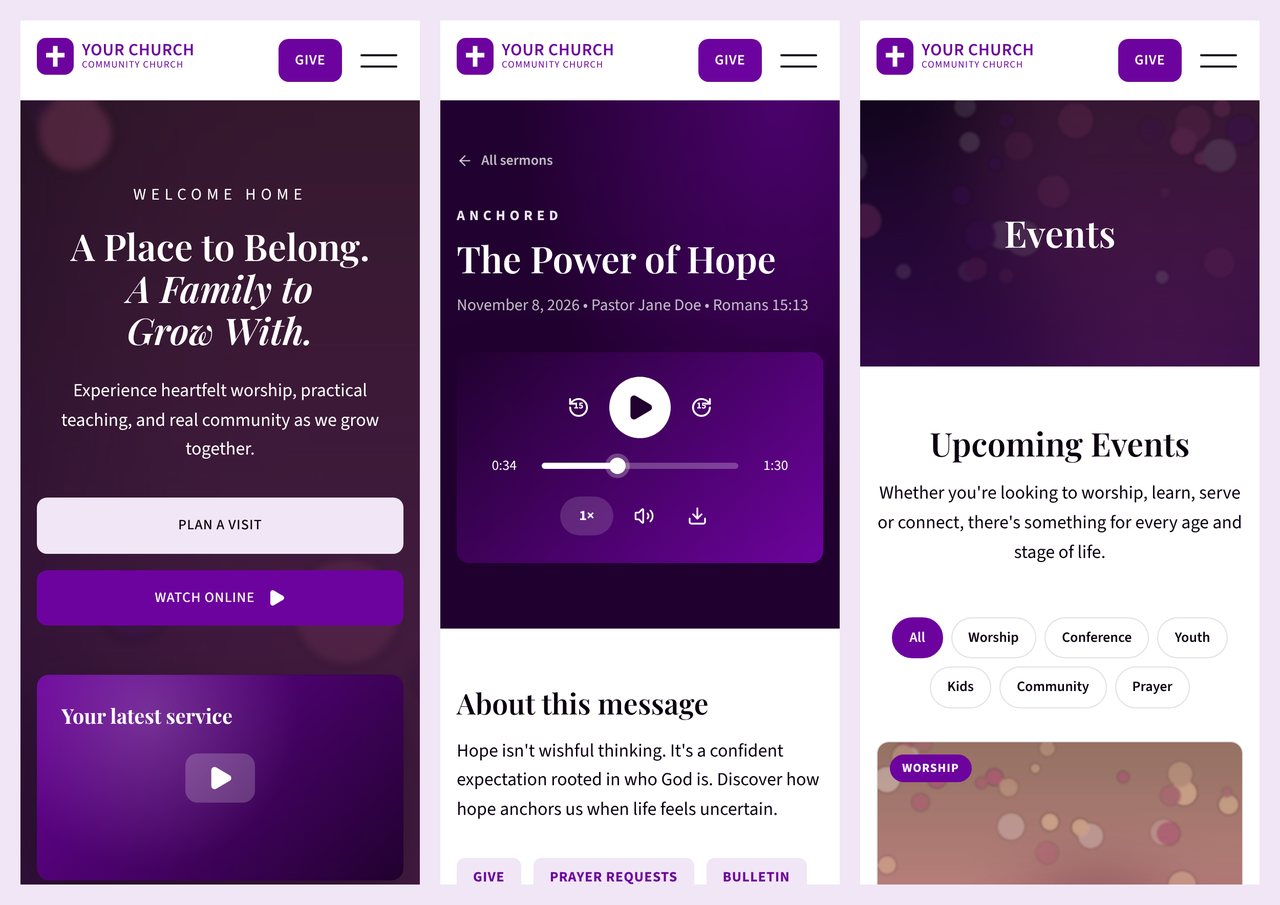 YOUR CHURCH
COMMUNITY CHURCH
GIVE
WELCOME HOME
A Place to Belong.
A Family to
Grow With.
Experience heartfelt worship, practical
teaching, and real community as we grow
together.
PLAN A VISIT
WATCH ONLINE
Your latest service
YOUR CHURCH
COMMUNITY CHURCH
GIVE
All sermons
ANCHORED
The Power of Hope
November 8, 2026 • Pastor Jane Doe • Romans 15:13
15
15
0:34
1:30
1×
About this message
Hope isn't wishful thinking. It's a confident
expectation rooted in who God is. Discover how
hope anchors us when life feels uncertain.
GIVE
PRAYER REQUESTS
BULLETIN
YOUR CHURCH
COMMUNITY CHURCH
GIVE
Events
Upcoming Events
Whether you're looking to worship, learn, serve
or connect, there's something for every age and
stage of life.
All
Worship
Conference
Youth
Kids
Community
Prayer
WORSHIP